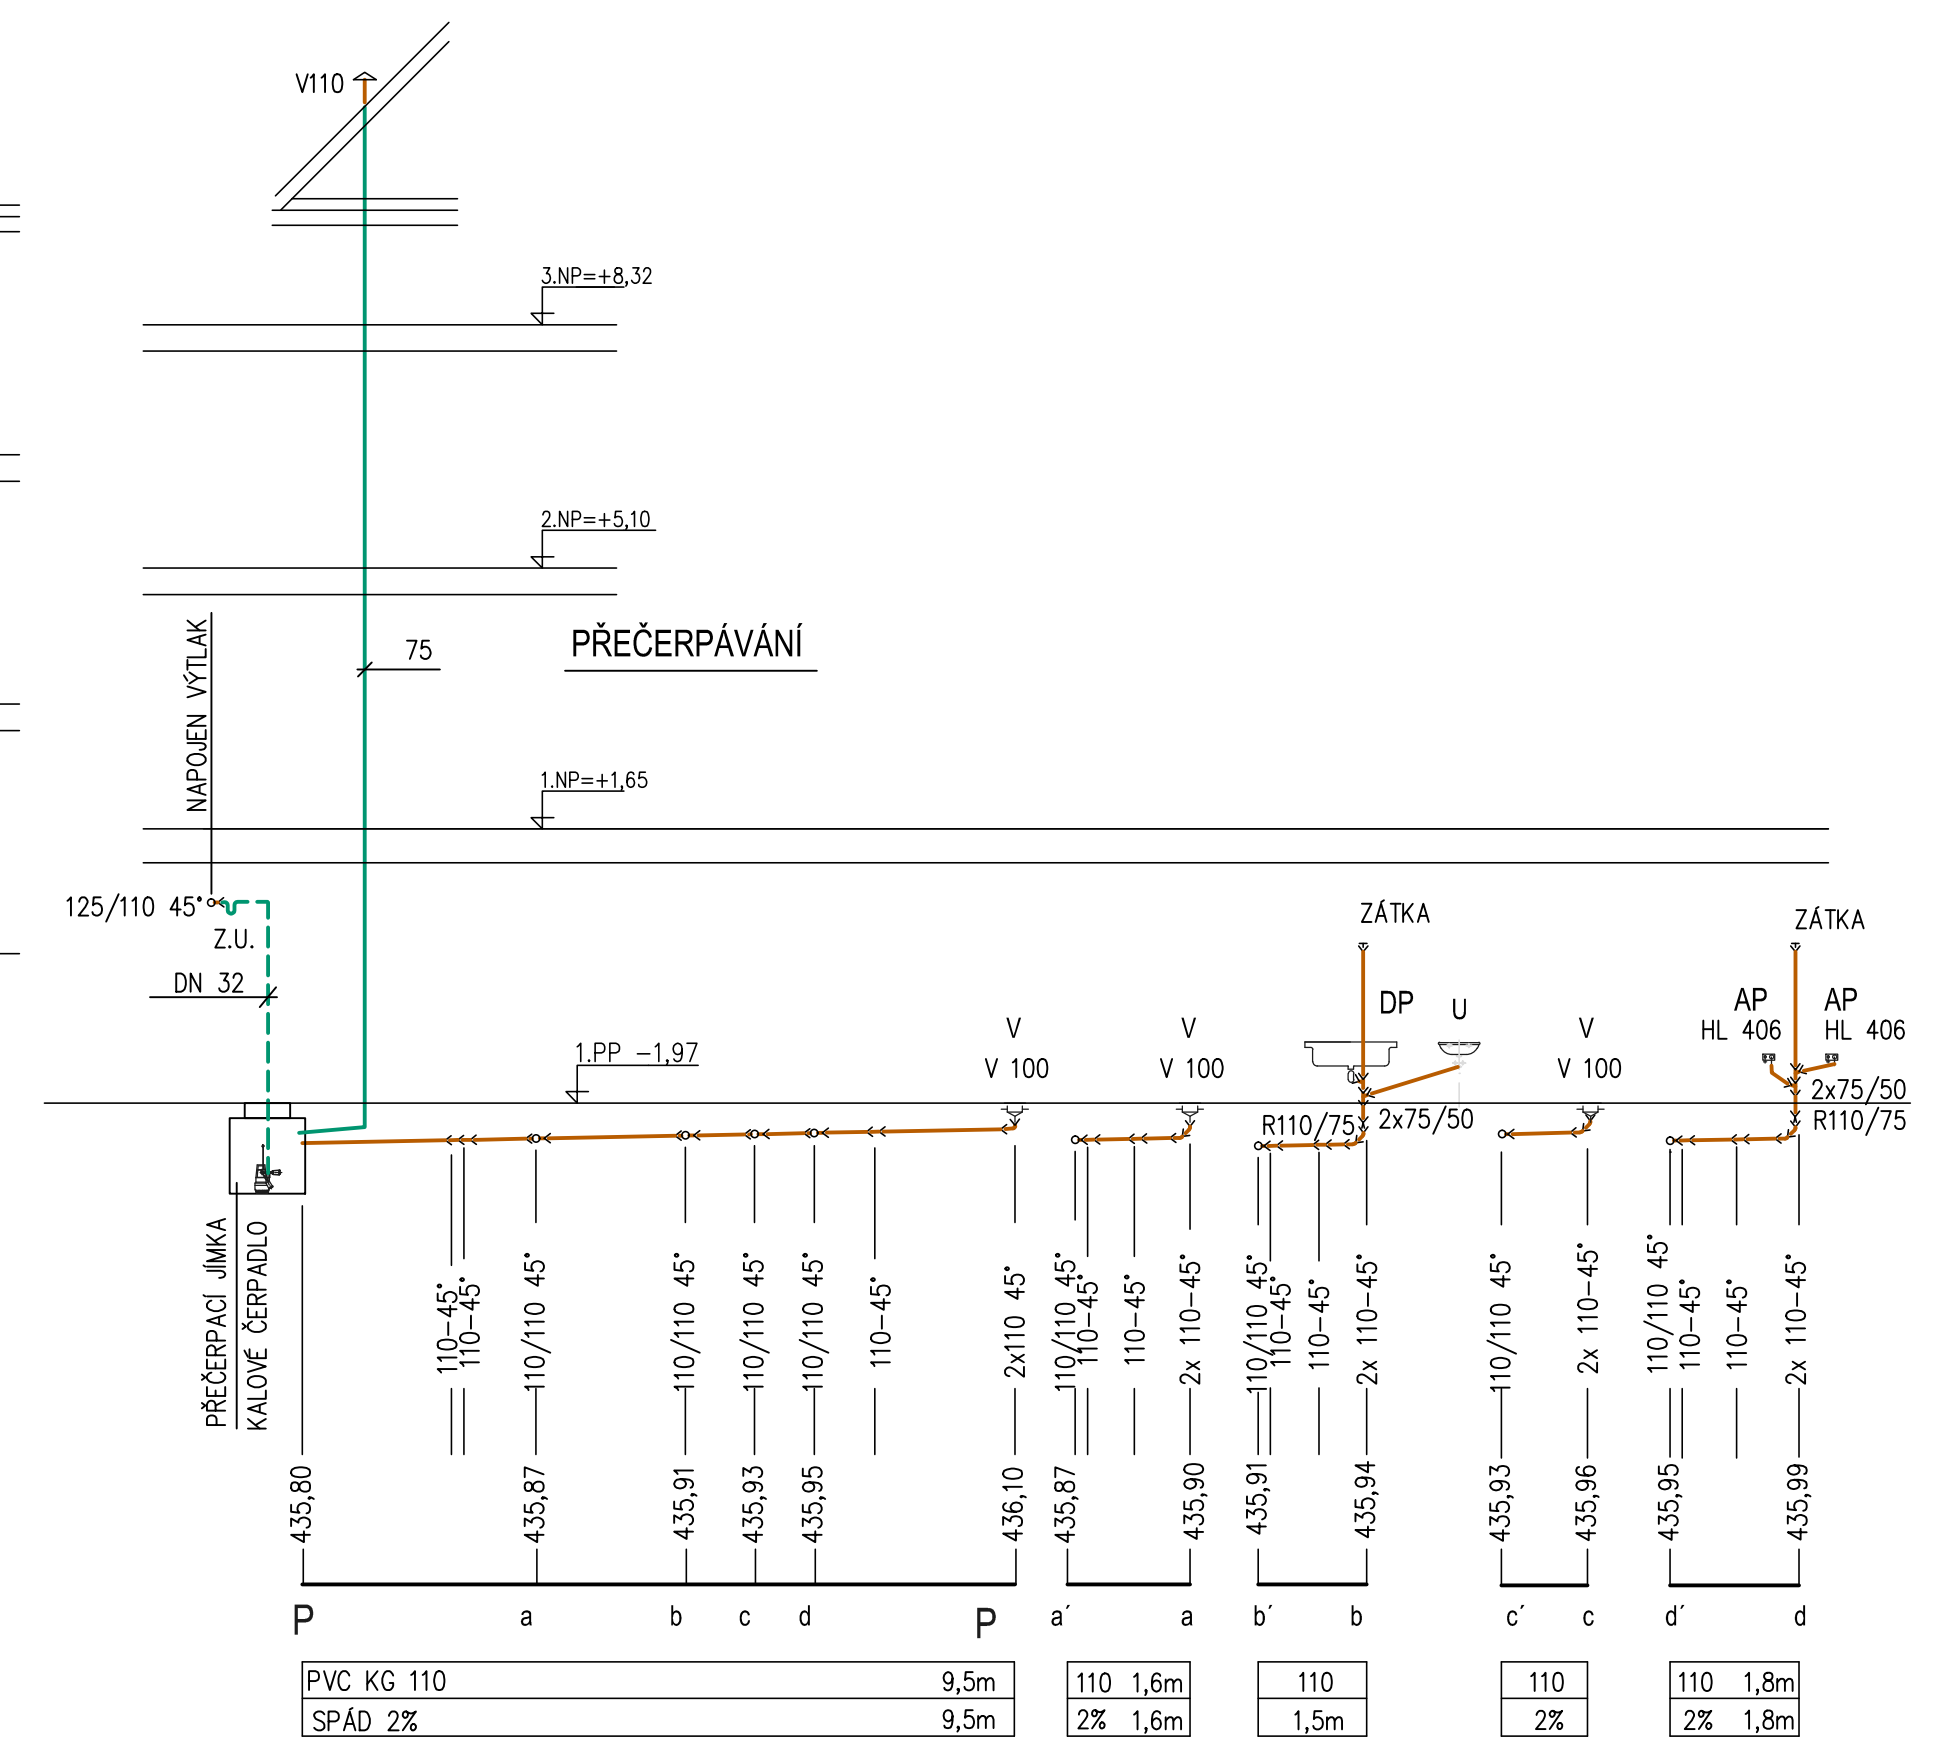 V110
3.NP=+8,32
2.NP=+5,10
NAPOJEN VÝTLAK
75
PŘEČERPÁVÁNÍ
1.NP=+1,65
125/110 45°
Z.U.
DN 32
ZÁTKA
ZÁTKA
DP
U
AP
HL 406
AP
HL 406
V
V 100
V
V 100
V
V 100
1.PP -1,97
R110/75
2x75/50
2x75/50
R110/75
PŘEČERPACÍ JÍMKA
KALOVÉ ČERPADLO
110-45°
110-45°
110/110 45°
110/110 45°
110/110 45°
110/110 45°
110-45°
2x110 45°
110/110 45°
110-45°
110-45°
2x 110-45°
110/110 45°
110-45°
110-45°
2x 110-45°
110/110 45°
2x 110-45°
110/110 45°
110-45°
110-45°
2x 110-45°
435,80
435,87
435,91
435,93
435,95
436,10
435,87
435,90
435,91
435,94
435,93
435,96
435,95
435,99
P a b c d P a´ a b´ b c´ c d´ d
PVC KG 110 9,5m
SPÁD 2% 9,5m
110 1,6m
2% 1,6m
110
1,5m
110
2%
110 1,8m
2% 1,8m